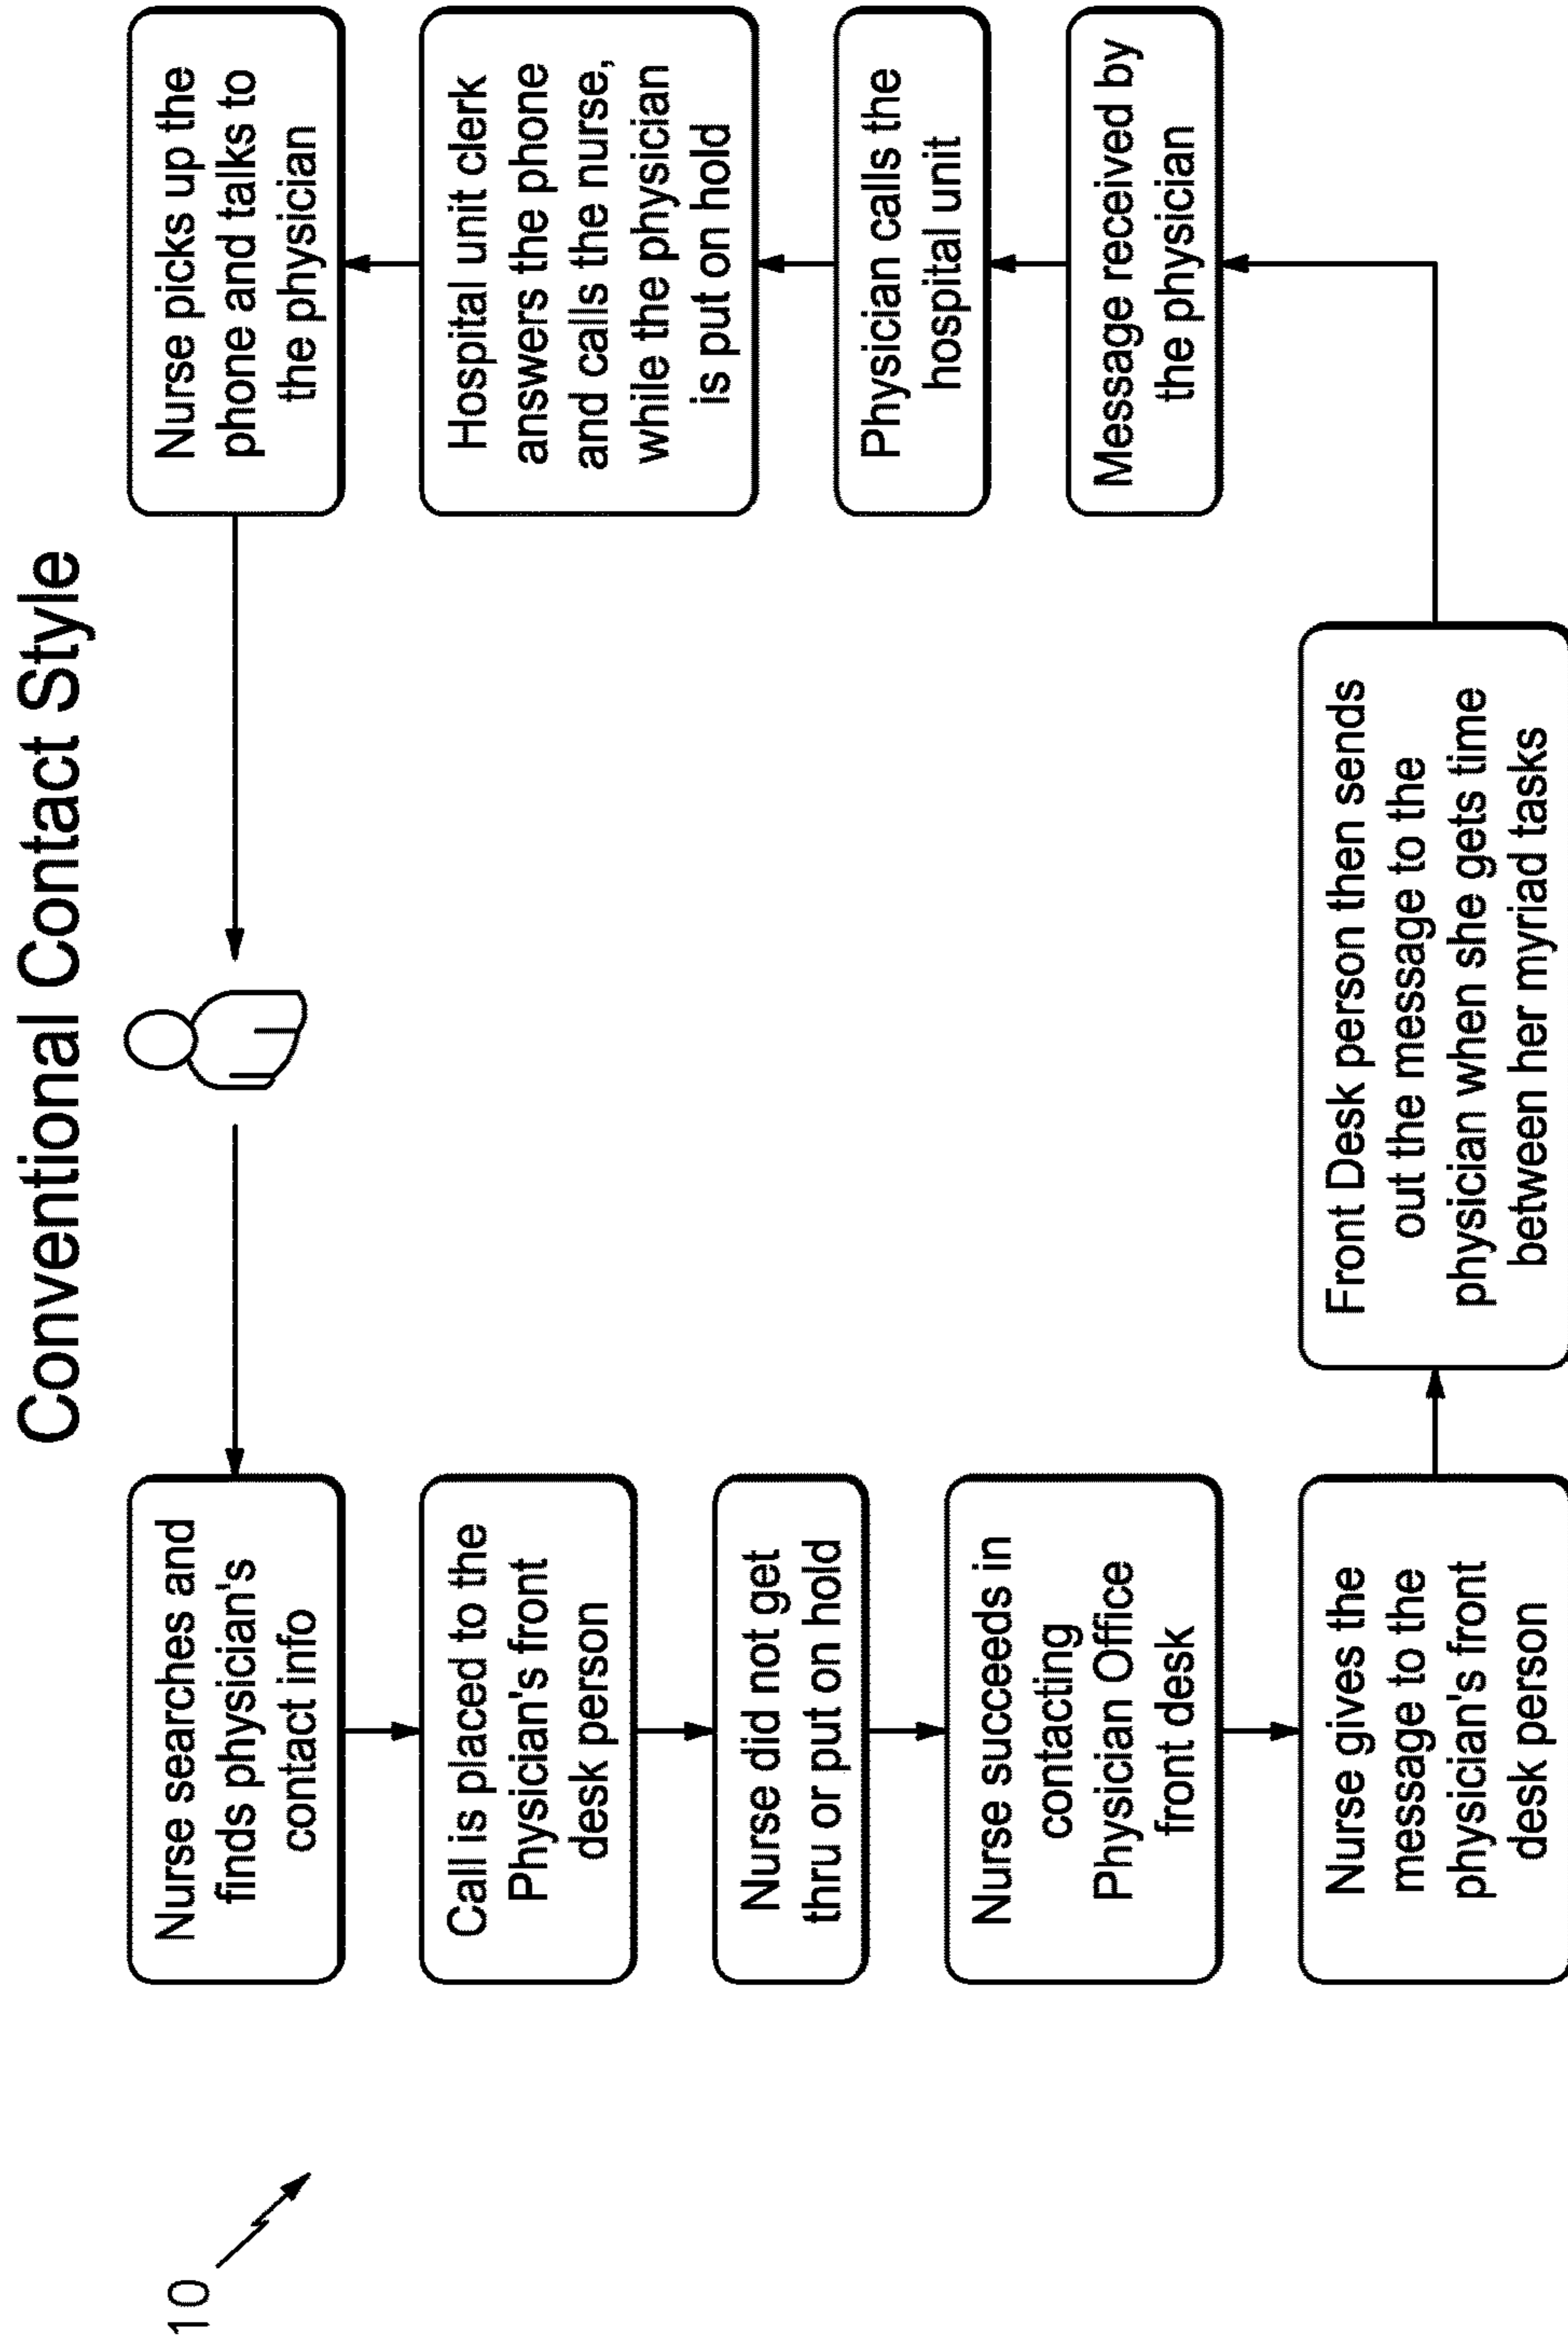 Conventional Contact Style
10
Nurse searches and
finds physician's
contact info
Call is placed to the
Physician's front
desk person
Nurse did not get
thru or put on hold
Nurse succeeds in
contacting
Physician Office
front desk
Nurse gives the
message to the
physician's front
desk person
Front Desk person then sends
out the message to the
physician when she gets time
between her myriad tasks
Message received by
the physician
Physician calls the
hospital unit
Hospital unit clerk
answers the phone
and calls the nurse,
while the physician
is put on hold
Nurse picks up the
phone and talks to
the physician